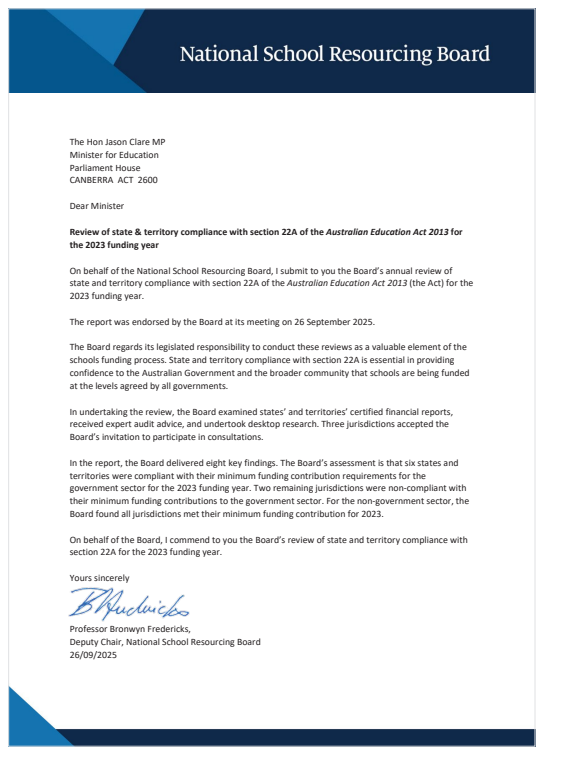 National School Resourcing Board
The Hon Jason Clare MP
Minister for Education
Parliament House
CANBERRA ACT 2600
Dear Minister
Review of state & territory compliance with section 22A of the Australian Education Act 2013 for
the 2023 funding year
On behalf of the National School Resourcing Board, I submit to you the Board's annual review of
state and territory compliance with section 22A of the Australian Education Act 2013 (the Act) for the
2023 funding year.
The report was endorsed by the Board at its meeting on 26 September 2025.
The Board regards its legislated responsibility to conduct these reviews as a valuable element of the
schools funding process. State and territory compliance with section 22A is essential in providing
confidence to the Australian Government and the broader community that schools are being funded
at the levels agreed by all governments.
In undertaking the review, the Board examined states' and territories' certified financial reports,
received expert audit advice, and undertook desktop research. Three jurisdictions accepted the
Board's invitation to participate in consultations.
In the report, the Board delivered eight key findings. The Board's assessment is that six states and
territories were compliant with their minimum funding contribution requirements for the
government sector for the 2023 funding year. Two remaining jurisdictions were non-compliant with
their minimum funding contributions to the government sector. For the non-government sector, the
Board found all jurisdictions met their minimum funding contribution for 2023.
On behalf of the Board, I commend to you the Board's review of state and territory compliance with
section 22A for the 2023 funding year.
Yours sincerely
B Fredericks
Professor Bronwyn Fredericks,
Deputy Chair, National School Resourcing Board
26/09/2025